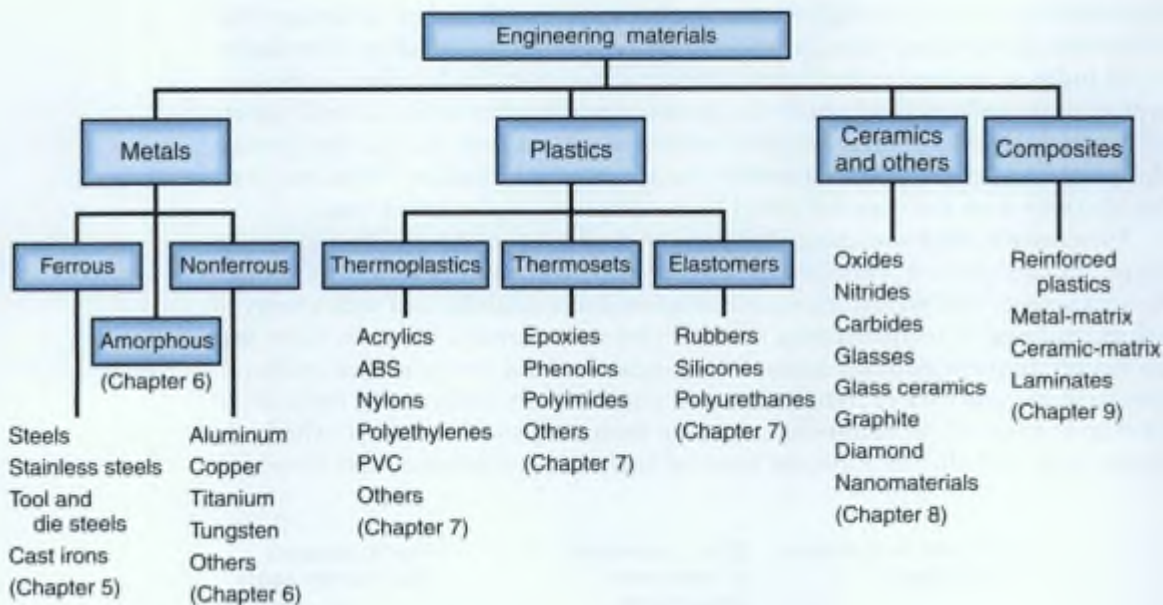 Engineering materials
Metals
Plastics
Ceramics
and others
Composites
Ferrous
Nonferrous
Amorphous
(Chapter 6)
Thermoplastics
Thermosets
Elastomers
Steels
Stainless steels
Tool and
die steels
Cast irons
(Chapter 5)
Aluminum
Copper
Titanium
Tungsten
Others
(Chapter 6)
Acrylics
ABS
Nylons
Polyethylenes
PVC
Others
(Chapter 7)
Epoxies
Phenolics
Polyimides
Others
(Chapter 7)
Rubbers
Silicones
Polyurethanes
(Chapter 7)
Oxides
Nitrides
Carbides
Glasses
Glass ceramics
Graphite
Diamond
Nanomaterials
(Chapter 8)
Reinforced
plastics
Metal-matrix
Ceramic-matrix
Laminates
(Chapter 9)